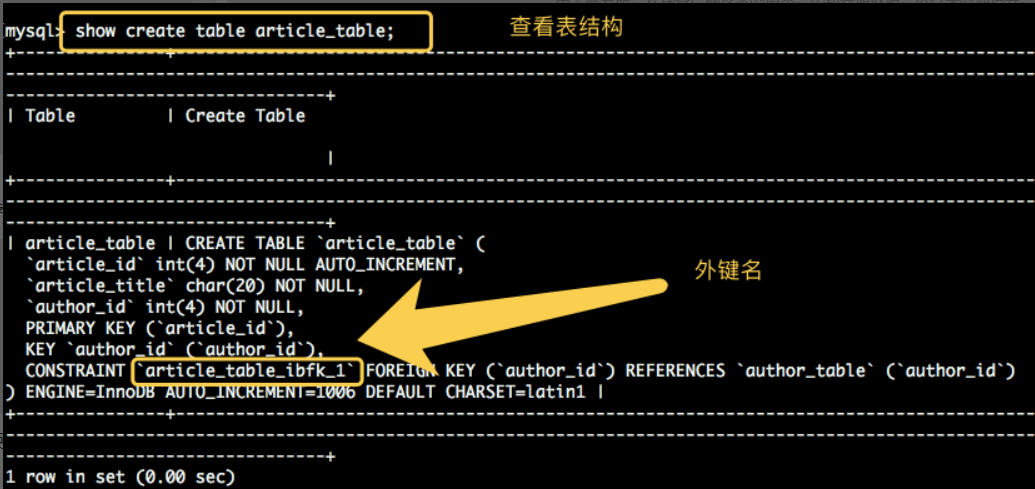 mysql> show create table article_table;
查看表结构
+---------------+------------------------------------------------------------------------------------
-------------------------------------------------------------------------------------------------------
--------------------------------+
| Table         | Create Table
                                |
+---------------+------------------------------------------------------------------------------------
-------------------------------------------------------------------------------------------------------
--------------------------------+
| article_table | CREATE TABLE `article_table` (
  `article_id` int(4) NOT NULL AUTO_INCREMENT,
外键名
  `article_title` char(20) NOT NULL,
  `author_id` int(4) NOT NULL,
  PRIMARY KEY (`article_id`),
  KEY `author_id` (`author_id`),
  CONSTRAINT `article_table_ibfk_1` FOREIGN KEY (`author_id`) REFERENCES `author_table` (`author_id`)
) ENGINE=InnoDB AUTO_INCREMENT=1006 DEFAULT CHARSET=latin1 |
+---------------+------------------------------------------------------------------------------------
-------------------------------------------------------------------------------------------------------
--------------------------------+
1 row in set (0.00 sec)